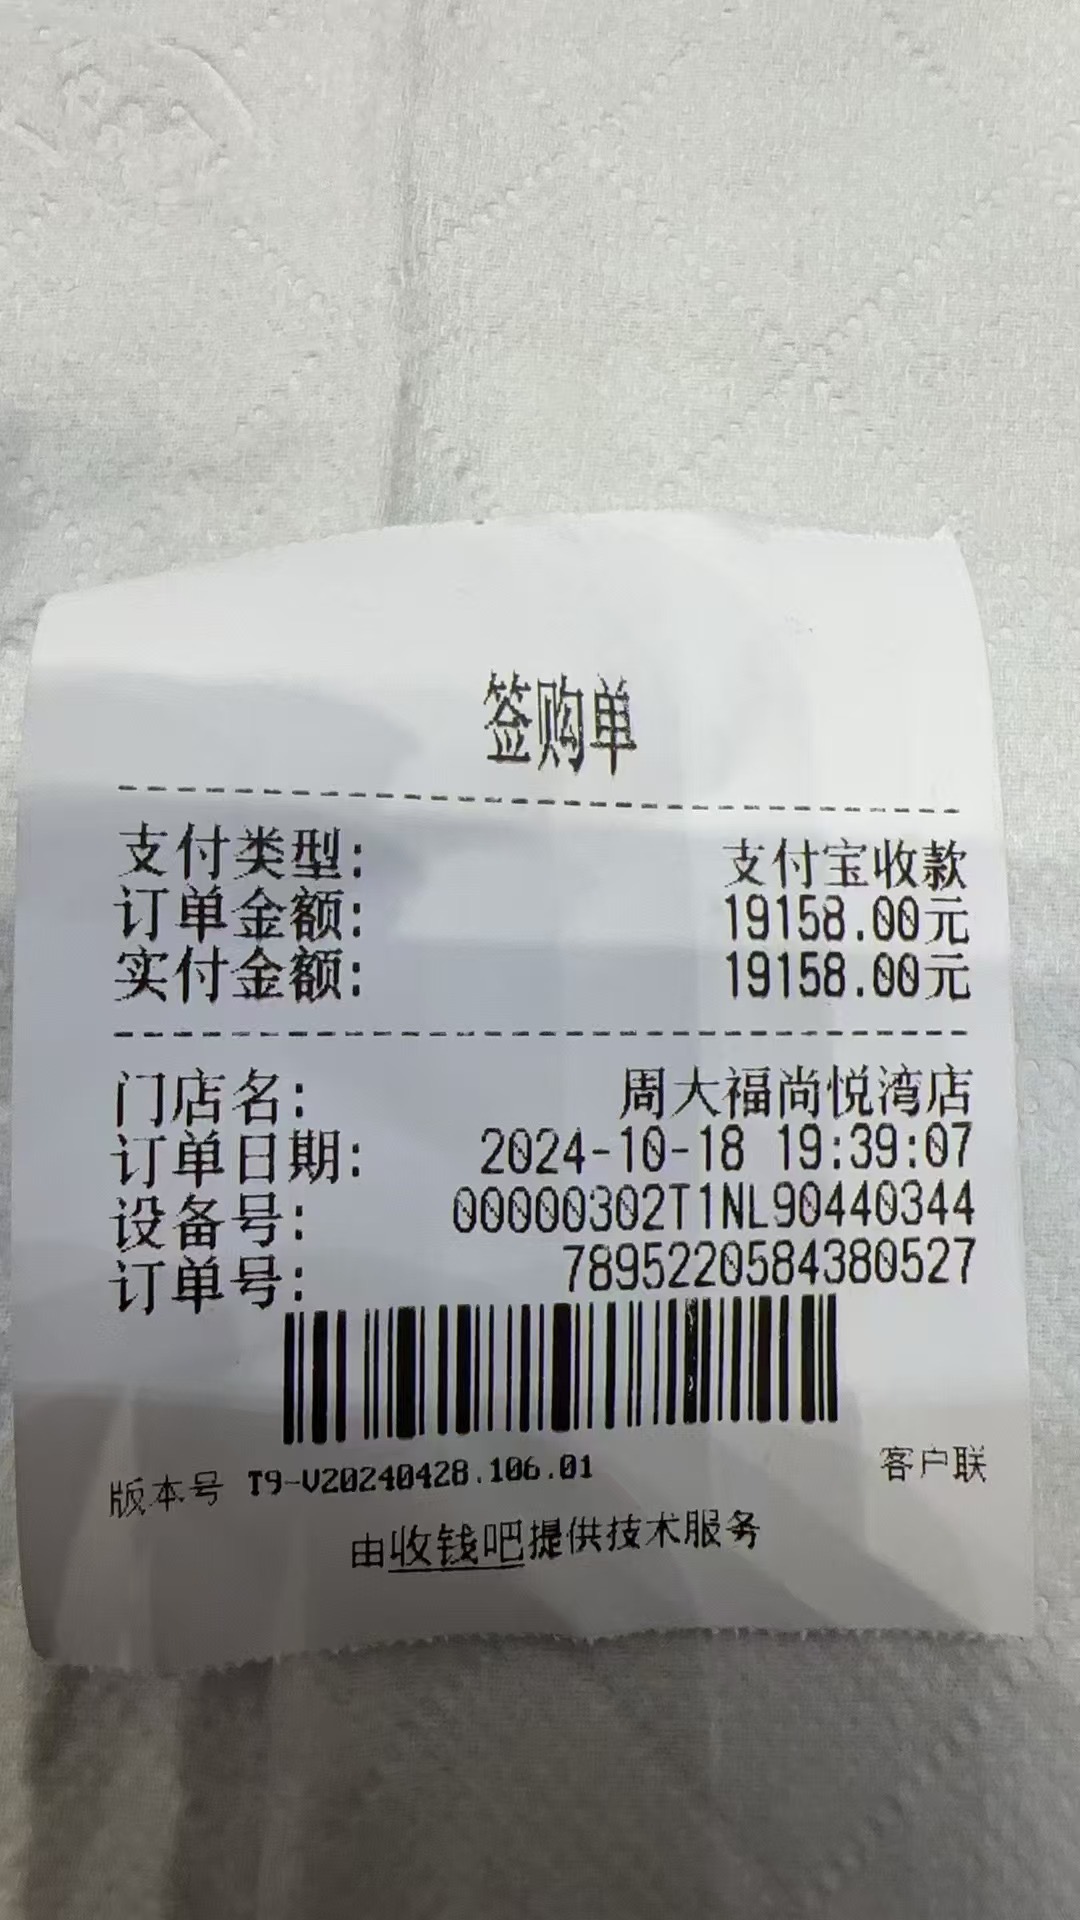 签购单
支付类型: 支付宝收款
订单金额: 19158.00元
实付金额: 19158.00元
门店名: 周大福尚悦湾店
订单日期: 2024-10-18 19:39:07
设备号: 00000302T1NL90440344
订单号: 7895220584380527
版本号 T9-V20240428.106.01 客户联
由收钱吧提供技术服务